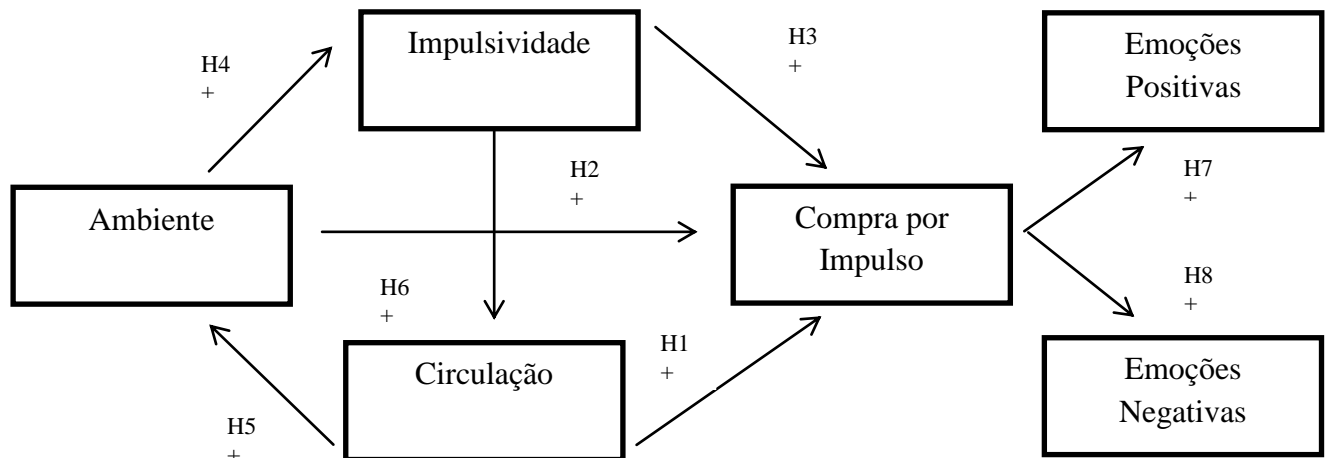 Impulsividade
H3
+
Emoções
Positivas
H4
+
H2
+
H7
+
Ambiente
Compra por
Impulso
H6
+
H8
+
H1
+
Circulação
Emoções
Negativas
H5
+